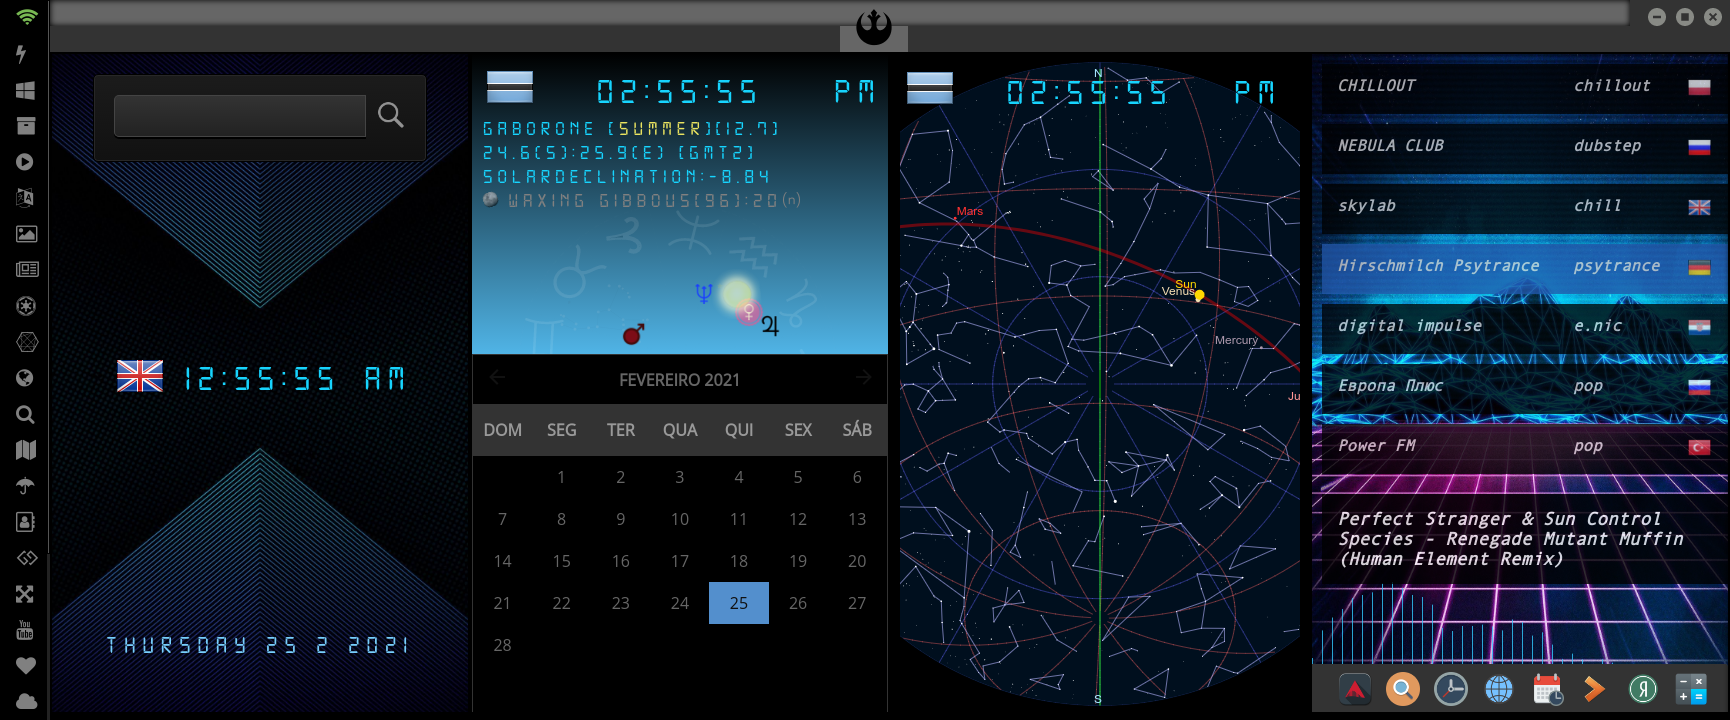 12:55:55 AM
THURSDAY 25 2 2021
You
Tube
02:55:55 PM
GABORONE [SUMMER][12.7]
24.6(S):25.9(E) [GMT2]
SOLARDECLINATION:-8.84
WAXING GIBBOUS[96]:20(n)
FEVEREIRO 2021
DOM SEG TER QUA QUI SEX SÁB
1 2 3 4 5 6
7 8 9 10 11 12 13
14 15 16 17 18 19 20
21 22 23 24 25 26 27
28
N
02:55:55 PM
Mars
Sun
Venus
Mercury
Ju
S
CHILLOUT chillout
NEBULA CLUB dubstep
skylab chill
Hirschmilch Psytrance psytrance
digital impulse e.nic
Европа Плюс pop
Power FM pop
Perfect Stranger & Sun Control
Species - Renegade Mutant Muffin
(Human Element Remix)
Я